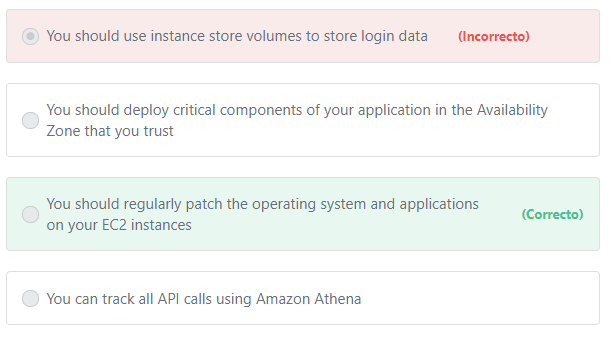 You should use instance store volumes to store login data (Incorrecto)
You should deploy critical components of your application in the Availability
Zone that you trust
You should regularly patch the operating system and applications
on your EC2 instances
(Correcto)
You can track all API calls using Amazon Athena